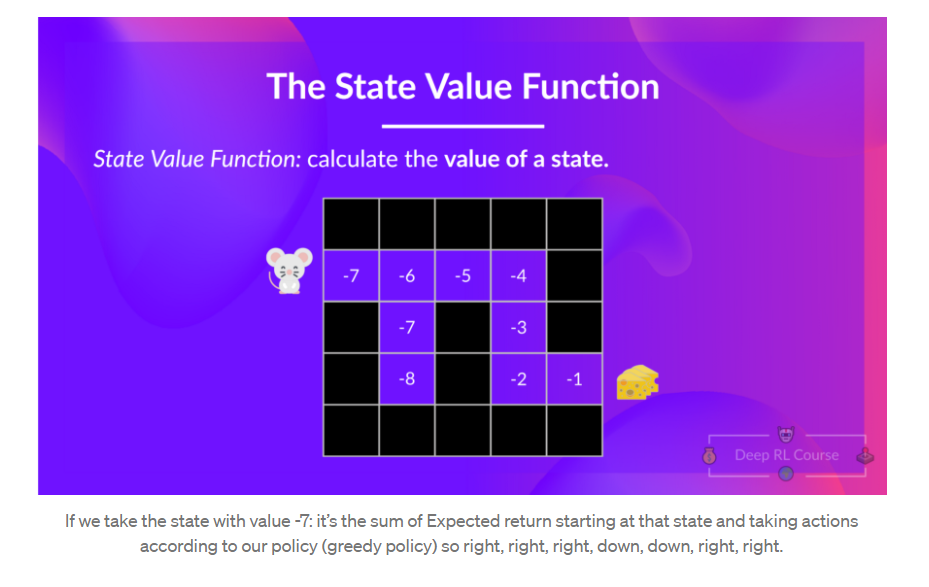 The State Value Function
State Value Function: calculate the value of a state.
-7 -6 -5 -4
-7 -3
-8 -2 -1
Deep RL Course
If we take the state with value -7: it’s the sum of Expected return starting at that state and taking actions
according to our policy (greedy policy) so right, right, right, down, down, right, right.